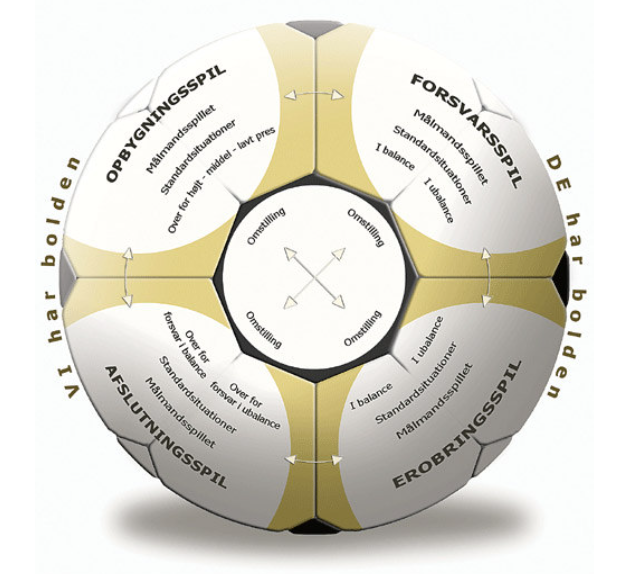 VI har bolden
DE har bolden
OPBYGNINGSSPIL
Målmandsspillet
Standardsituationer
Over for højt - middel - lavt pres
FORSVARSSPIL
Målmandsspillet
Standardsituationer
I balance
I ubalance
Omstilling
Omstilling
Omstilling
Omstilling
Over for
forsvar i balance
Over for
forsvar i ubalance
Standardsituationer
Målmandsspillet
AFSLUTNINGSSPIL
I balance
I ubalance
Standardsituationer
Målmandsspillet
EROBRINGSSPIL